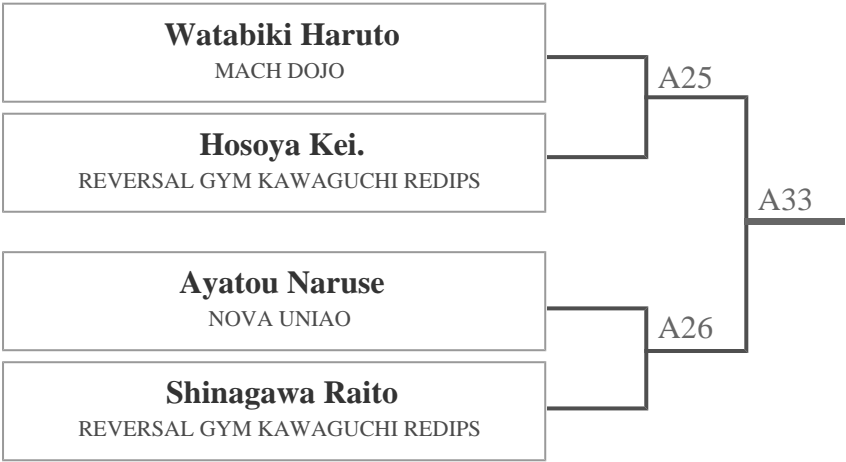 Watabiki Haruto
MACH DOJO
A25
Hosoya Kei.
REVERSAL GYM KAWAGUCHI REDIPS
A33
Ayatou Naruse
NOVA UNIAO
A26
Shinagawa Raito
REVERSAL GYM KAWAGUCHI REDIPS